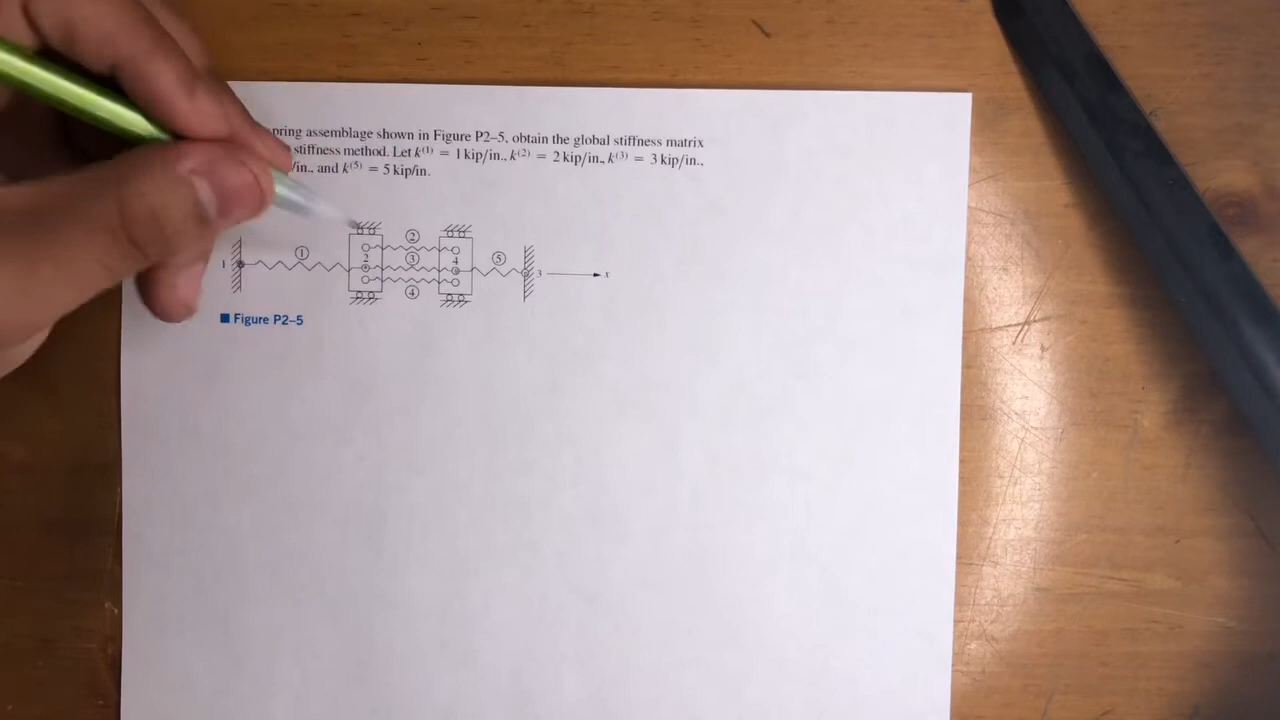 pring assemblage shown in Figure P2–5, obtain the global stiffness matrix
stiffness method. Let k(1) = 1 kip/in., k(2) = 2 kip/in., k(3) = 3 kip/in.,
/in., and k(5) = 5 kip/in.
2
1
2
3
4
5
1
2
4
3
x
Figure P2–5